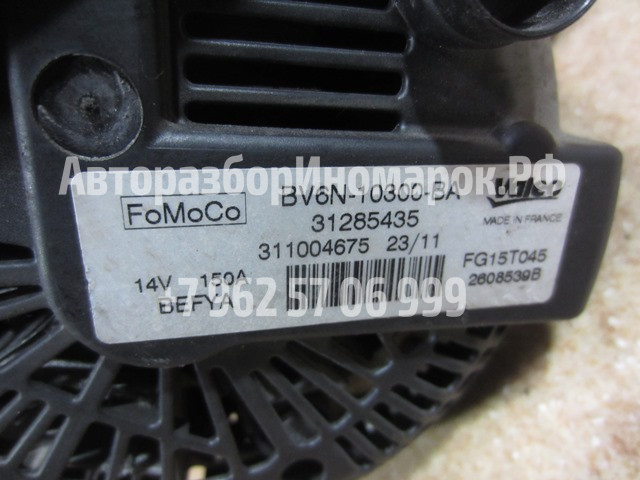 АвторазборИномарок.РФ
FoMoCo
BV6N-10300-BA
Valeo
31285435
MADE IN FRANCE
311004675 23/11
FG15T045
14V 150A
2608539B
BEFYA
+7 962 57 06 999